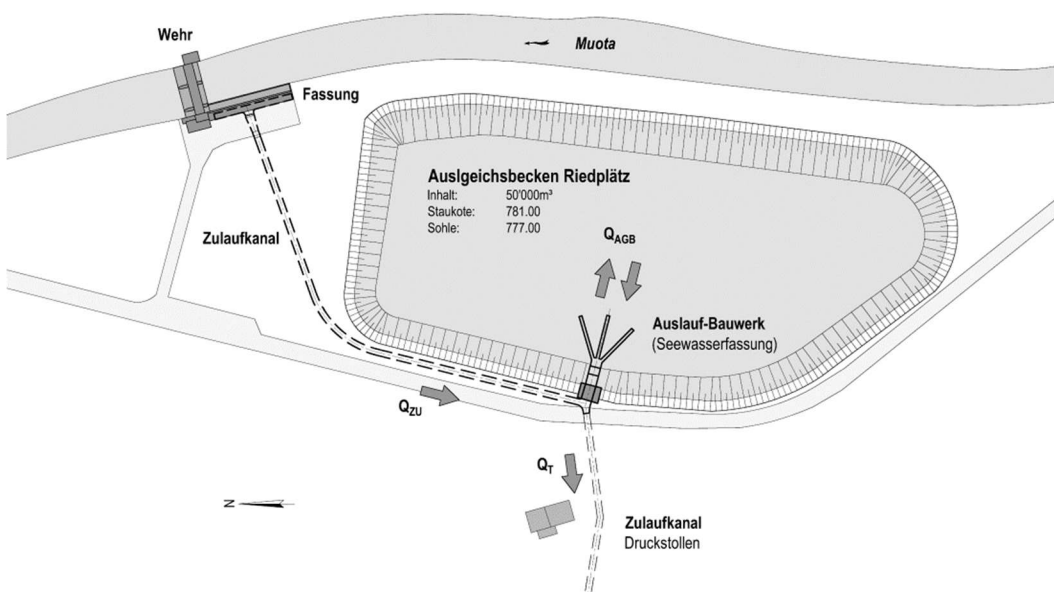 Wehr
Muota
Fassung
Auslgeichsbecken Riedplätz
Inhalt: 50'000m³
Staukote: 781.00
Sohle: 777.00
Zulaufkanal
QAGB
Auslauf-Bauwerk
(Seewasserfassung)
QZU
QT
N
Zulaufkanal
Druckstollen